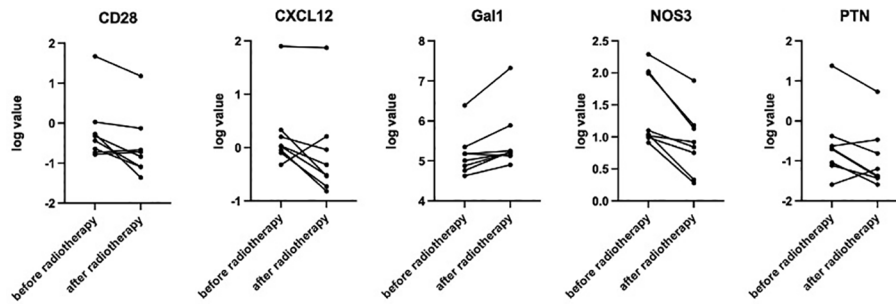 CD28
CXCL12
Gal1
NOS3
PTN
log value
2
1
0
-1
-2
before radiotherapy
after radiotherapy
log value
2
1
0
-1
before radiotherapy
after radiotherapy
log value
8
7
6
5
4
before radiotherapy
after radiotherapy
log value
2.5
2.0
1.5
1.0
0.5
0.0
before radiotherapy
after radiotherapy
log value
2
1
0
-1
-2
before radiotherapy
after radiotherapy